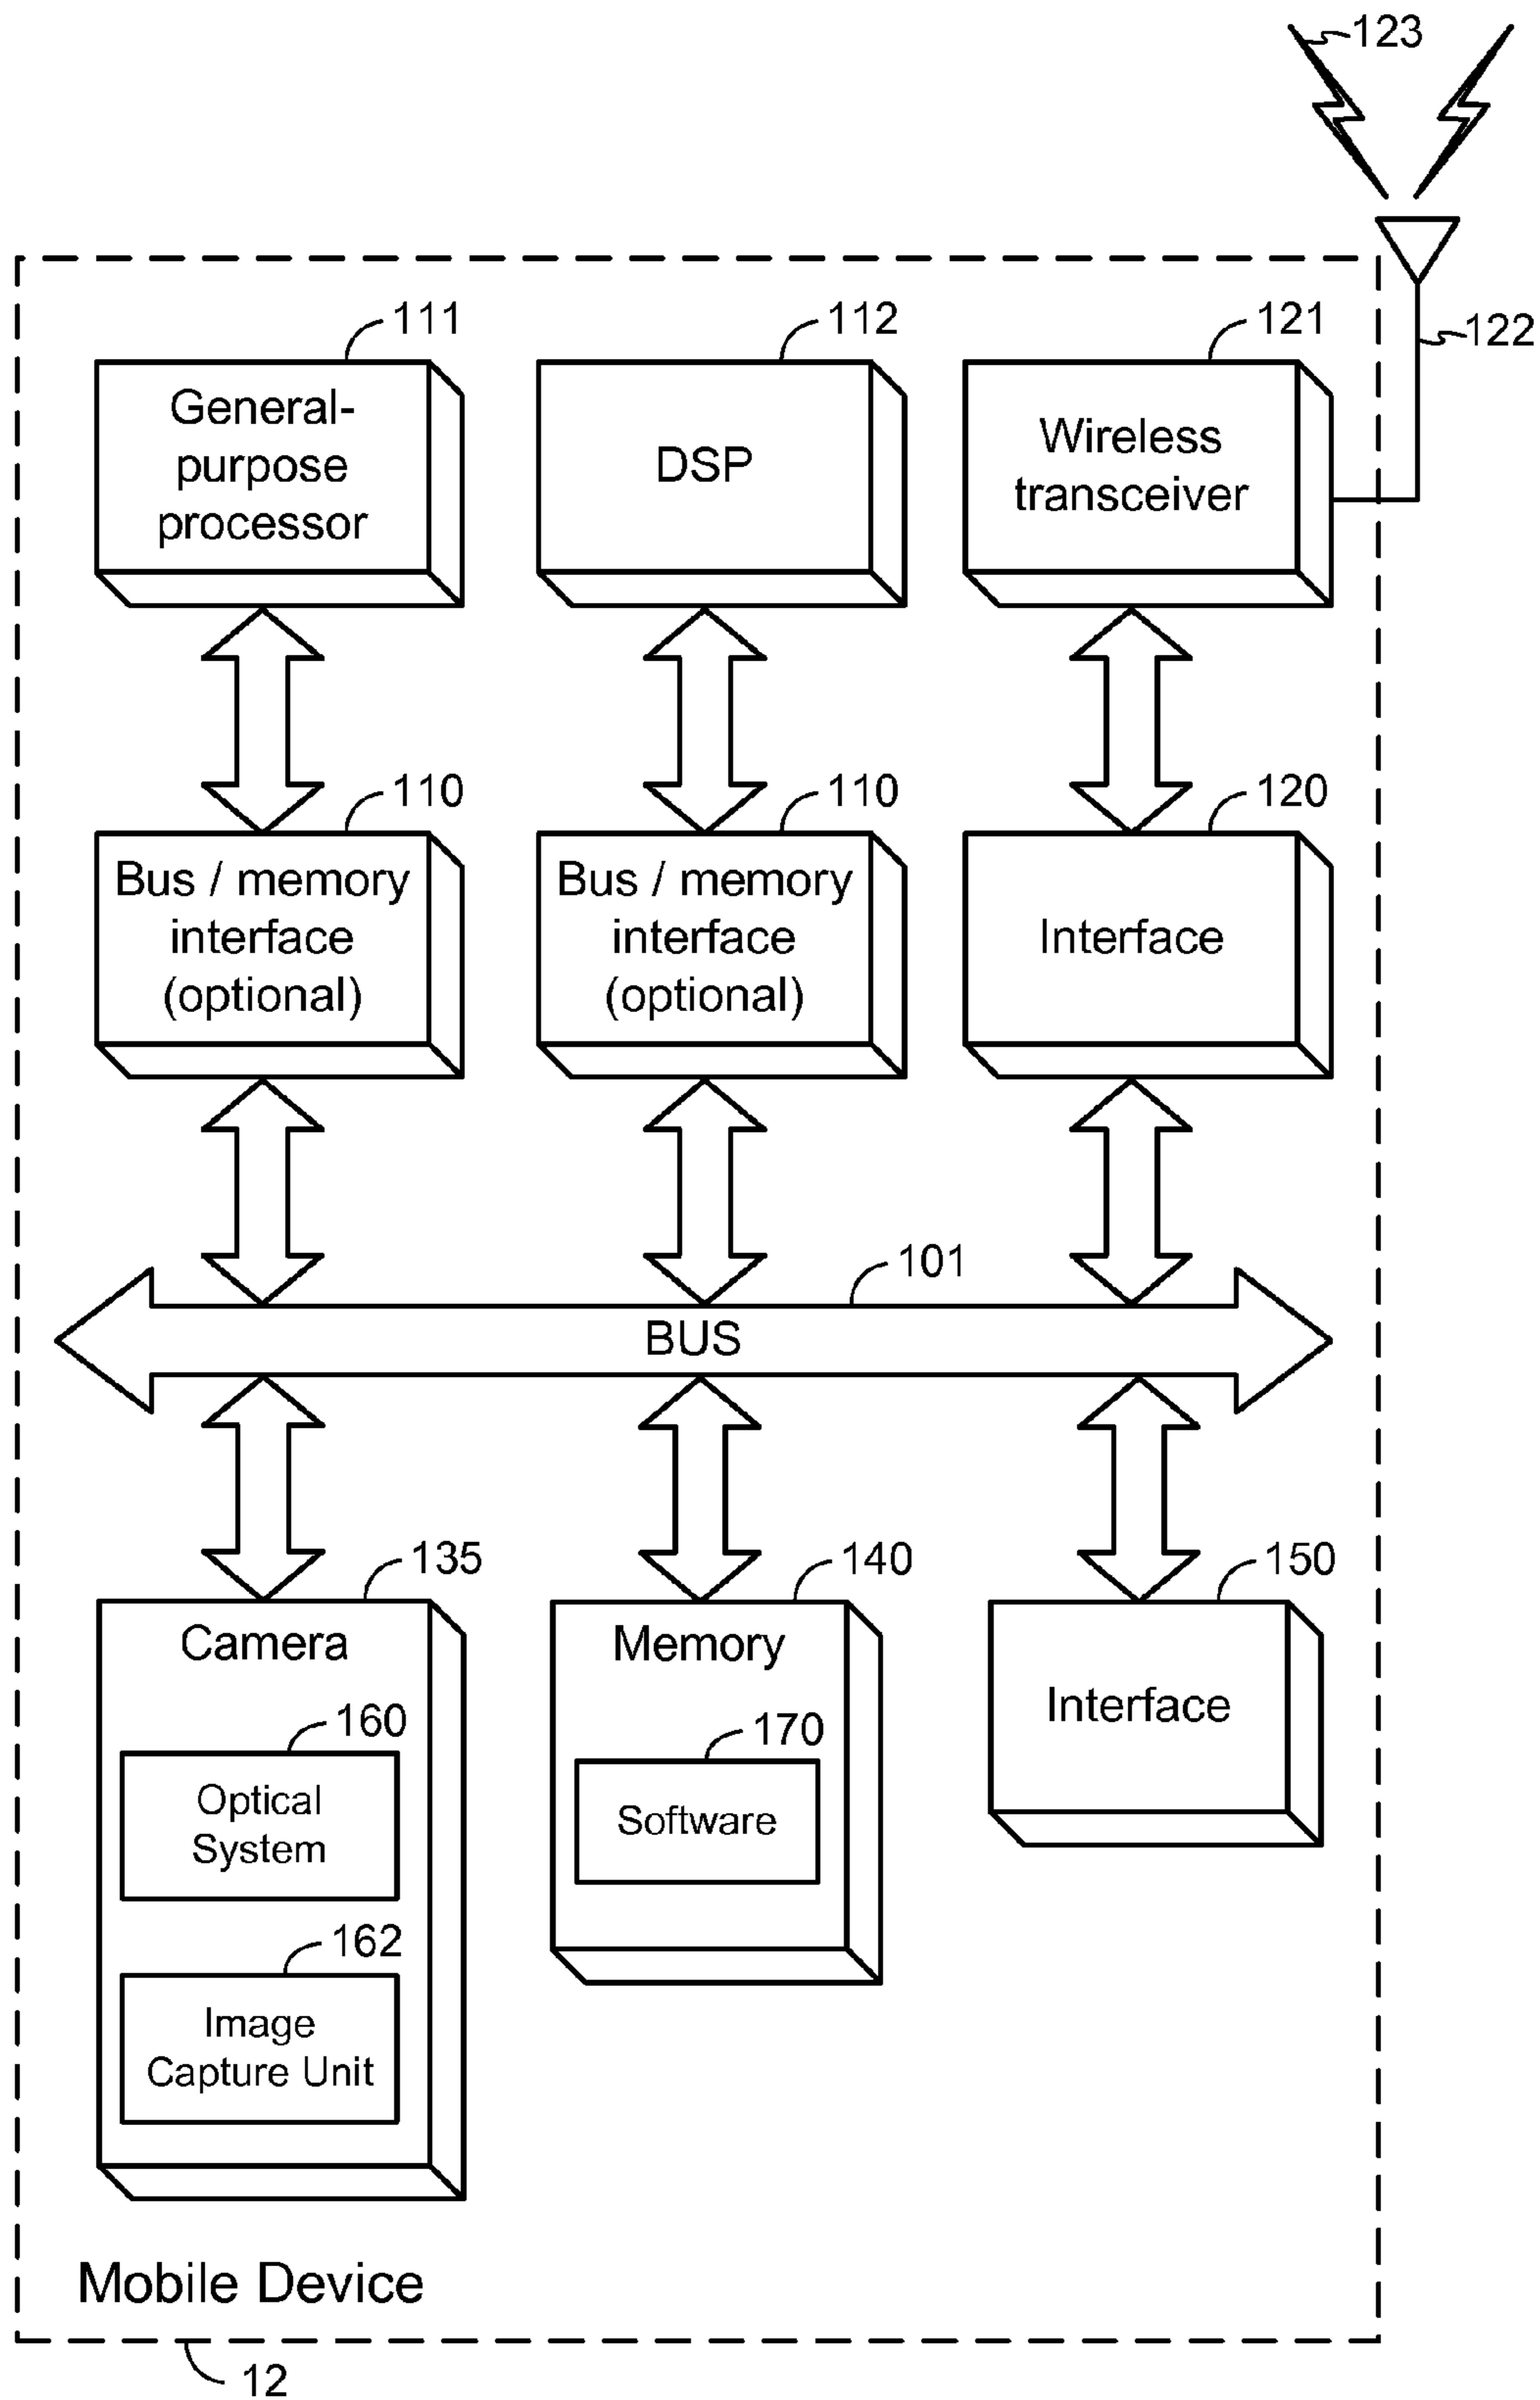 123
122
111
General-
purpose
processor
112
DSP
121
Wireless
transceiver
110
Bus / memory
interface
(optional)
110
Bus / memory
interface
(optional)
120
Interface
101
BUS
135
Camera
160
Optical
System
162
Image
Capture Unit
140
Memory
170
Software
150
Interface
Mobile Device
12